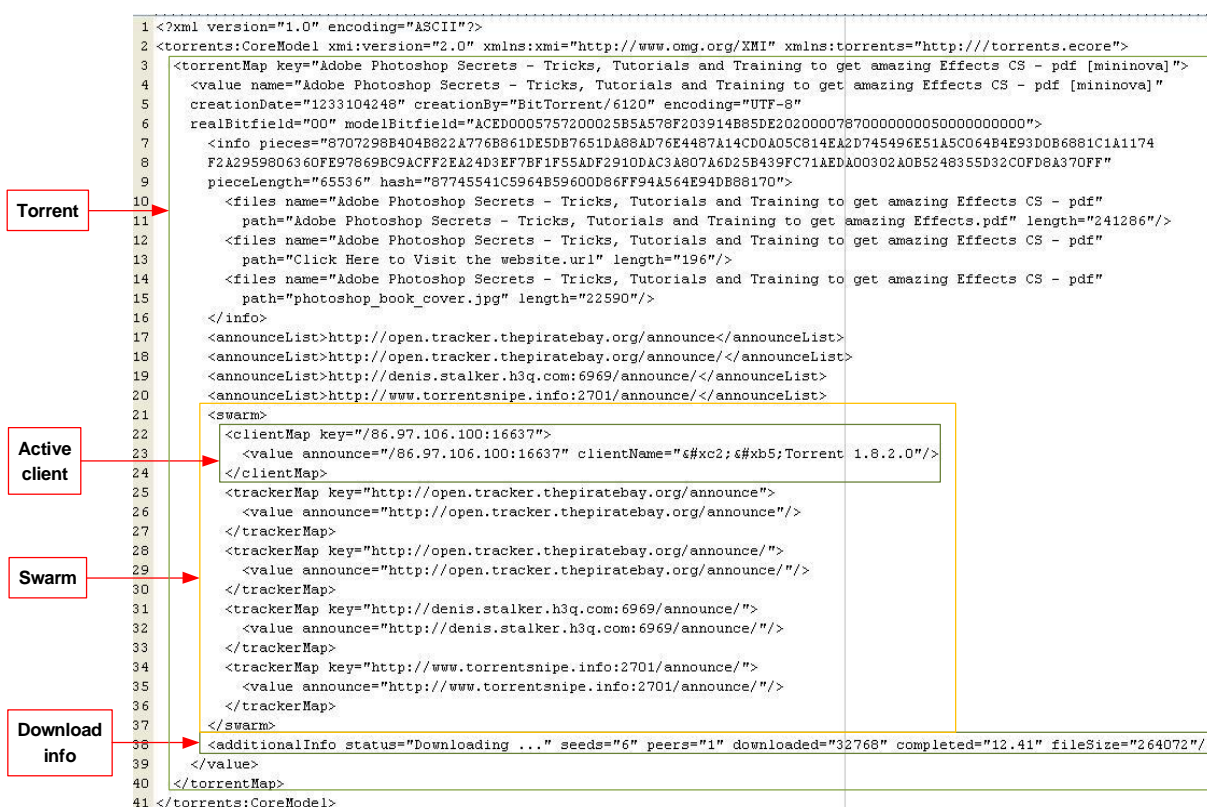 1 <?xml version="1.0" encoding="ASCII"?>
2 <torrents:CoreModel xmi:version="2.0" xmlns:xmi="http://www.omg.org/XMI" xmlns:torrents="http:///torrents.ecore">
3 <torrentMap key="Adobe Photoshop Secrets - Tricks, Tutorials and Training to get amazing Effects CS - pdf [mininova]">
4 <value name="Adobe Photoshop Secrets - Tricks, Tutorials and Training to get amazing Effects CS - pdf [mininova]"
5 creationDate="1233104248" creationBy="BitTorrent/6120" encoding="UTF-8"
6 realBitfield="00" modelBitfield="ACED0005757200025B5A578F203914B85DE202000078700000000050000000000">
7 <info pieces="8707298B404B822A776B861DE5DB7651DA88AD76E4487A14CD0A05C814EA2D745496E51A5C064B4E93D0B6881C1A1174
8 F2A2959806360FE97869BC9ACFF2EA24D3EF7BF1F55ADF2910DAC3A807A6D25B439FC71AEDA00302A0B5248355D32C0FD8A370FF"
9 pieceLength="65536" hash="87745541C5964B59600D86FF94A564E94DB88170">
10 <files name="Adobe Photoshop Secrets - Tricks, Tutorials and Training to get amazing Effects CS - pdf"
11 path="Adobe Photoshop Secrets - Tricks, Tutorials and Training to get amazing Effects.pdf" length="241286"/>
12 <files name="Adobe Photoshop Secrets - Tricks, Tutorials and Training to get amazing Effects CS - pdf"
13 path="Click Here to Visit the website.url" length="196"/>
14 <files name="Adobe Photoshop Secrets - Tricks, Tutorials and Training to get amazing Effects CS - pdf"
15 path="photoshop_book_cover.jpg" length="22590"/>
16 </info>
17 <announceList>http://open.tracker.thepiratebay.org/announce</announceList>
18 <announceList>http://open.tracker.thepiratebay.org/announce/</announceList>
19 <announceList>http://denis.stalker.h3q.com:6969/announce/</announceList>
20 <announceList>http://www.torrentsnipe.info:2701/announce/</announceList>
21 <swarm>
22 <clientMap key="/86.97.106.100:16637">
23 <value announce="/86.97.106.100:16637" clientName="&#xc2;&#xb5;Torrent 1.8.2.0"/>
24 </clientMap>
25 <trackerMap key="http://open.tracker.thepiratebay.org/announce">
26 <value announce="http://open.tracker.thepiratebay.org/announce"/>
27 </trackerMap>
28 <trackerMap key="http://open.tracker.thepiratebay.org/announce/">
29 <value announce="http://open.tracker.thepiratebay.org/announce/"/>
30 </trackerMap>
31 <trackerMap key="http://denis.stalker.h3q.com:6969/announce/">
32 <value announce="http://denis.stalker.h3q.com:6969/announce/"/>
33 </trackerMap>
34 <trackerMap key="http://www.torrentsnipe.info:2701/announce/">
35 <value announce="http://www.torrentsnipe.info:2701/announce/"/>
36 </trackerMap>
37 </swarm>
38 <additionalInfo status="Downloading ..." seeds="6" peers="1" downloaded="32768" completed="12.41" fileSize="264072"/
39 </value>
40 </torrentMap>
41 </torrents:CoreModel>
Torrent
Active
client
Swarm
Download
info